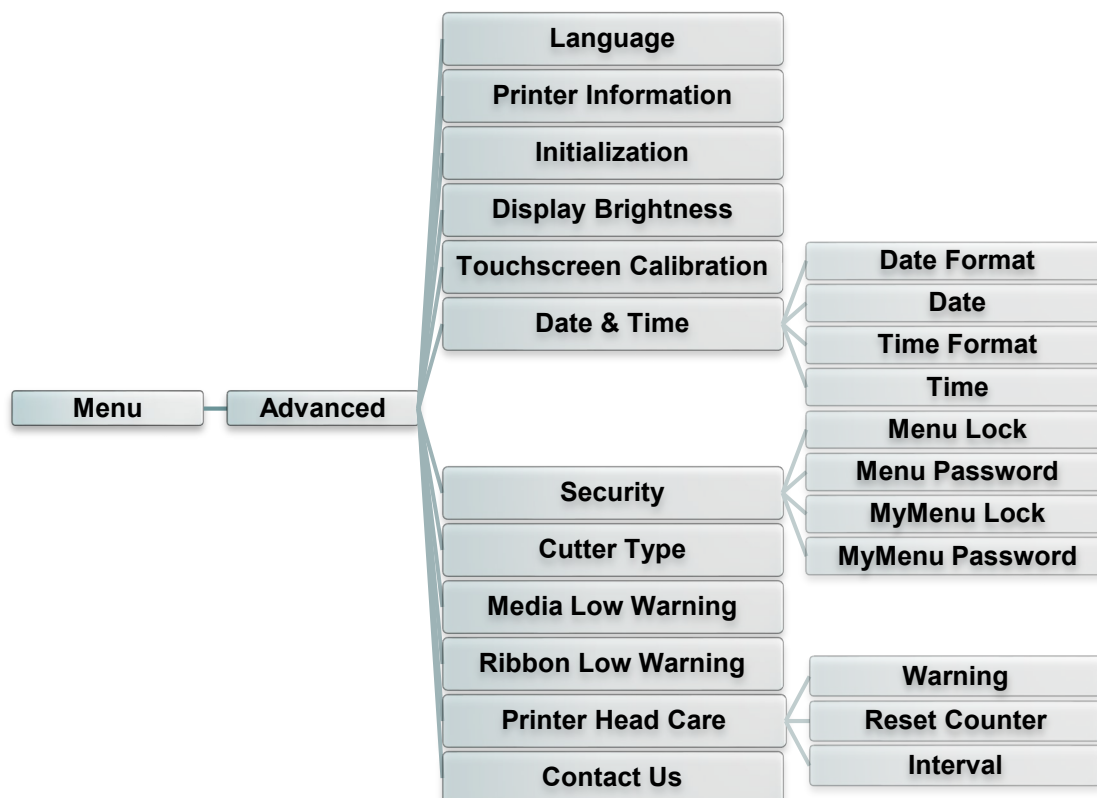 Language
Printer Information
Initialization
Display Brightness
Touchscreen Calibration
Date & Time
Date Format
Date
Time Format
Time
Menu
Advanced
Security
Menu Lock
Menu Password
MyMenu Lock
MyMenu Password
Cutter Type
Media Low Warning
Ribbon Low Warning
Printer Head Care
Warning
Reset Counter
Interval
Contact Us